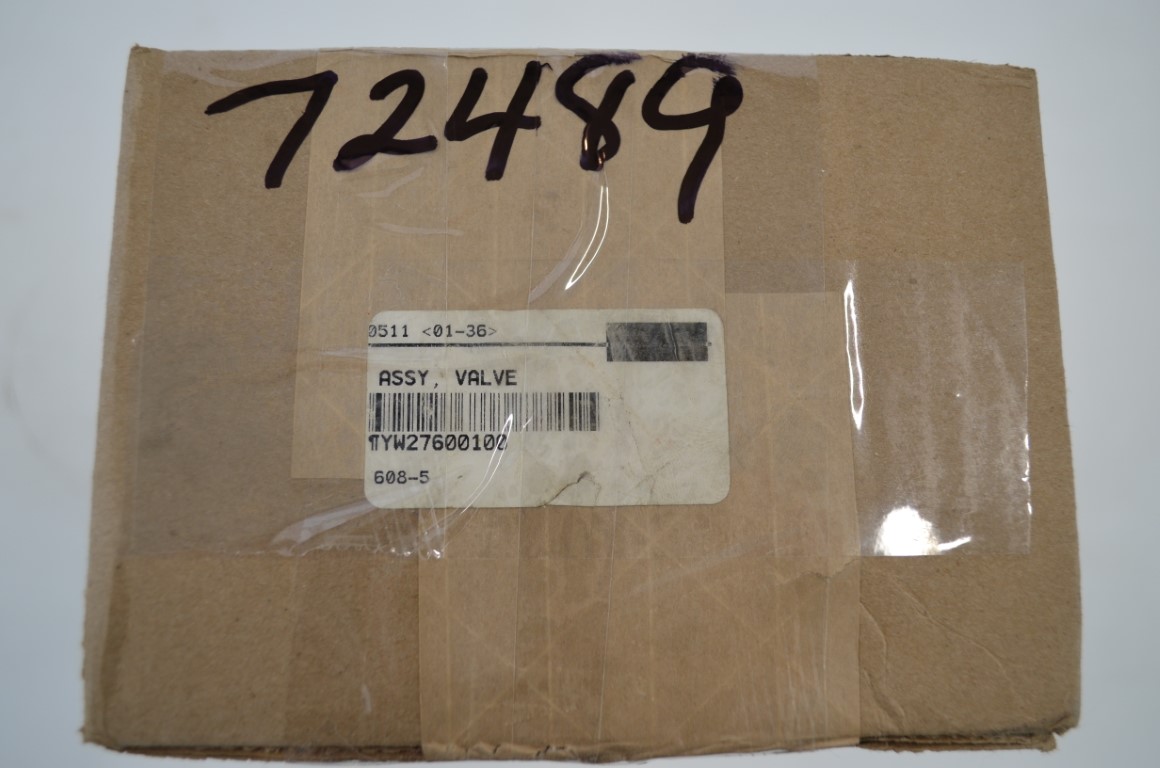 72489
0511 <01-36>
ASSY, VALVE
¶YW27600100
608-5